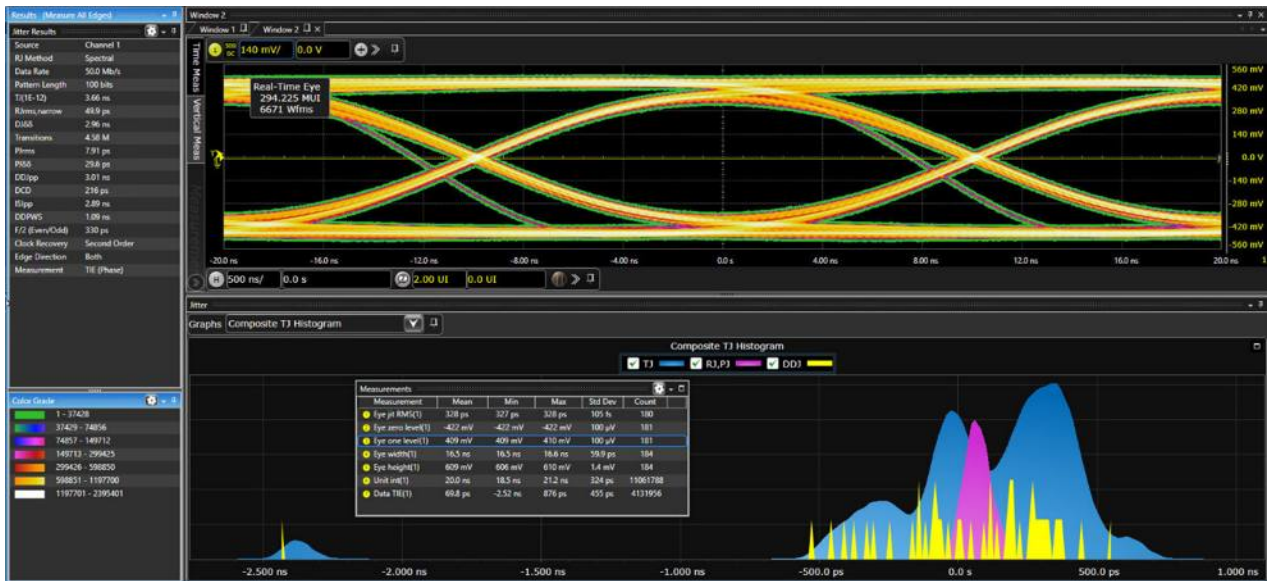 Results (Measure All Edges)
Jitter Results
Source Channel 1
RJ Method Spectral
Data Rate 50.0 Mb/s
Pattern Length 100 bits
TJ(1E-12) 3.66 ns
RJrms,narrow 49.9 ps
DJδδ 2.96 ns
Transitions 4.58 M
PJrms 7.91 ps
PJδδ 29.6 ps
DDJpp 3.01 ns
DCD 216 ps
ISIpp 2.89 ns
DDPWS 1.09 ns
F/2 (Even/Odd) 330 ps
Clock Recovery Second Order
Edge Direction Both
Measurement TIE (Phase)
Color Grade
1 - 37428
37429 - 74856
74857 - 149712
149713 - 299425
299426 - 598850
598851 - 1197700
1197701 - 2395401
Window 2
Window 1 Window 2
Time Meas
Vertical Meas
140 mV/ 0.0 V
Real-Time Eye
294.225 MUI
6671 Wfms
560 mV
420 mV
280 mV
140 mV
0.0 V
-140 mV
-280 mV
-420 mV
-560 mV
-20.0 ns -16.0 ns -12.0 ns -8.00 ns -4.00 ns 0.0 s 4.00 ns 8.00 ns 12.0 ns 16.0 ns 20.0 ns
H 500 ns/ 0.0 s 2.00 UI 0.0 UI
Jitter
Graphs Composite TJ Histogram
Composite TJ Histogram
TJ RJ,PJ DDJ
Measurements
Measurement Mean Min Max Std Dev Count
Eye jit RMS(1) 328 ps 327 ps 328 ps 105 fs 180
Eye zero level(1) -422 mV -422 mV -422 mV 100 µV 181
Eye one level(1) 409 mV 409 mV 410 mV 100 µV 181
Eye width(1) 16.5 ns 16.5 ns 16.6 ns 59.9 ps 184
Eye height(1) 609 mV 606 mV 610 mV 1.4 mV 184
Unit int(1) 20.0 ns 18.5 ns 21.2 ns 324 ps 11061788
Data TIE(1) 69.8 ps -2.52 ns 876 ps 455 ps 4131956
-2.500 ns -2.000 ns -1.500 ns -1.000 ns -500.0 ps 0.0 s 500.0 ps 1.000 ns